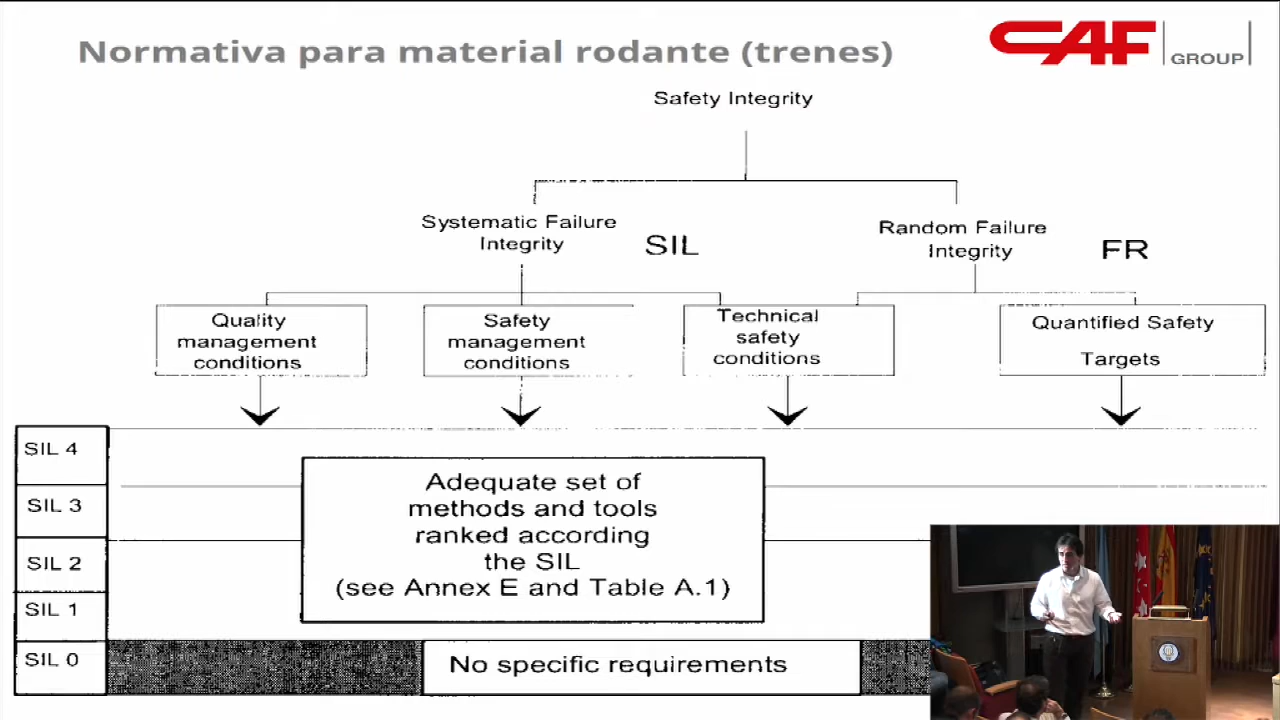 Normativa para material rodante (trenes)
CAF GROUP
Safety Integrity
Systematic Failure
Integrity
SIL
Random Failure
Integrity
FR
Quality
management
conditions
Safety
management
conditions
Technical
safety
conditions
Quantified Safety
Targets
SIL 4
SIL 3
SIL 2
SIL 1
SIL 0
Adequate set of
methods and tools
ranked according
the SIL
(see Annex E and Table A.1)
No specific requirements